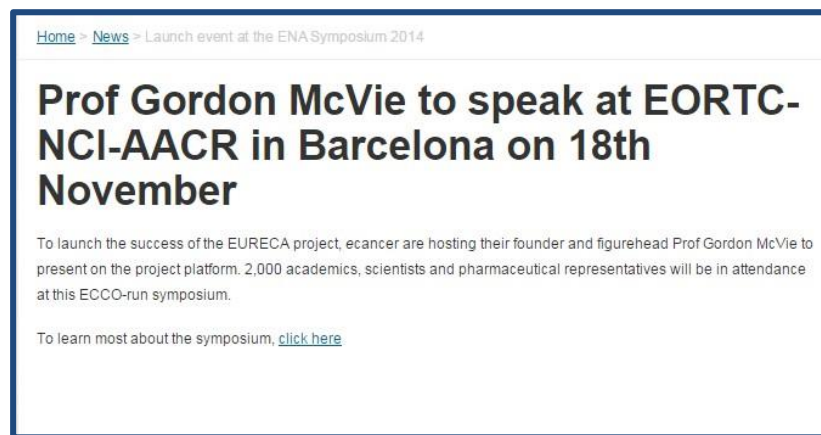 Home > News > Launch event at the ENA Symposium 2014
Prof Gordon McVie to speak at EORTC-
NCI-AACR in Barcelona on 18th
November
To launch the success of the EURECA project, ecancer are hosting their founder and figurehead Prof Gordon McVie to
present on the project platform. 2,000 academics, scientists and pharmaceutical representatives will be in attendance
at this ECCO-run symposium.
To learn most about the symposium, click here